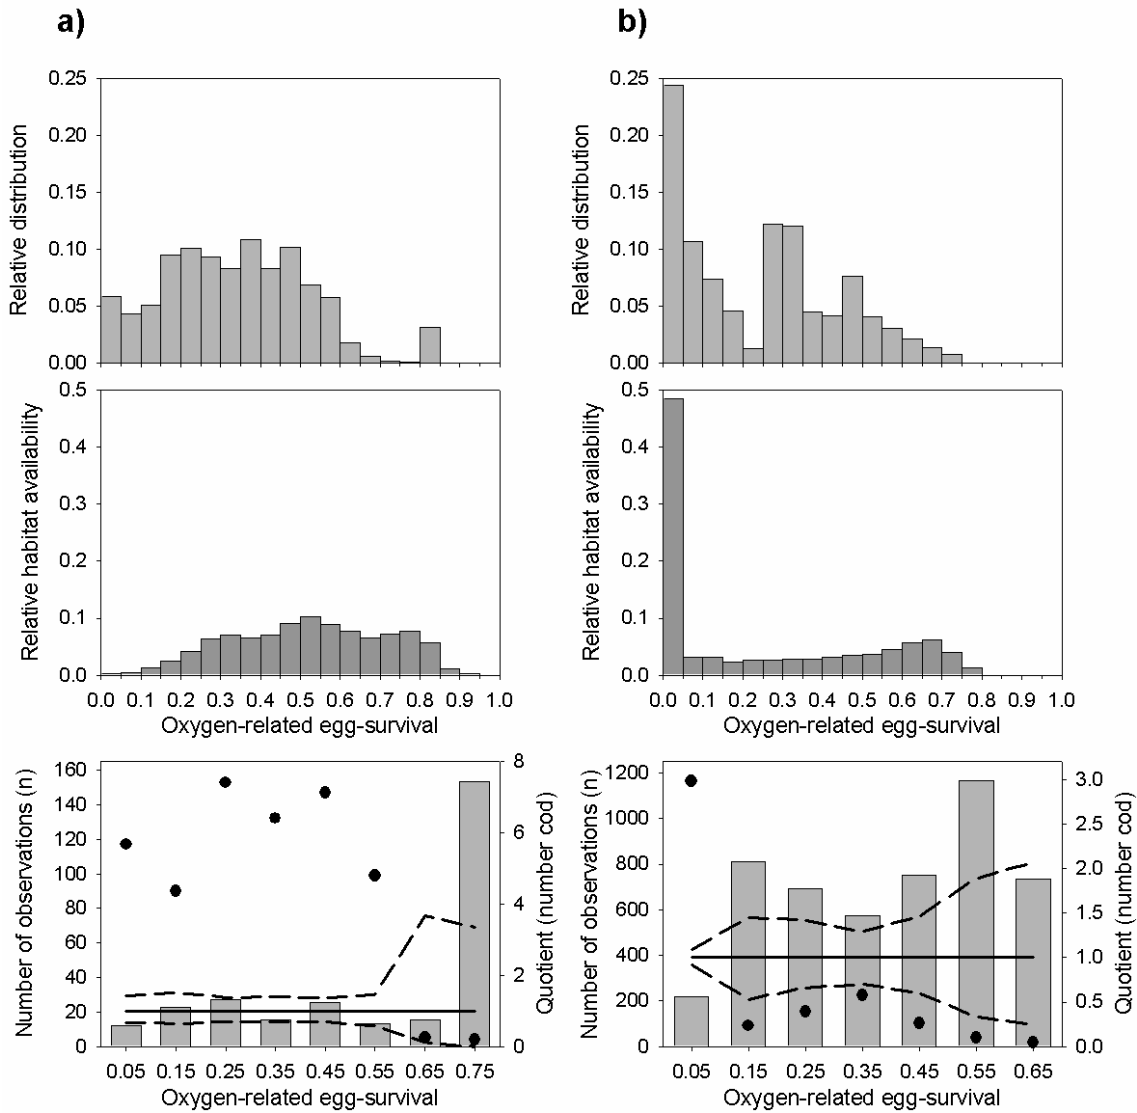 a)
b)
Relative distribution
0.25
0.20
0.15
0.10
0.05
0.00
Relative distribution
0.25
0.20
0.15
0.10
0.05
0.00
Relative habitat availability
0.5
0.4
0.3
0.2
0.1
0.0
0.0 0.1 0.2 0.3 0.4 0.5 0.6 0.7 0.8 0.9 1.0
Oxygen-related egg-survival
Relative habitat availability
0.5
0.4
0.3
0.2
0.1
0.0
0.0 0.1 0.2 0.3 0.4 0.5 0.6 0.7 0.8 0.9 1.0
Oxygen-related egg-survival
Number of observations (n)
160
140
120
100
80
60
40
20
0
8
6
4
2
0
Quotient (number cod)
0.05 0.15 0.25 0.35 0.45 0.55 0.65 0.75
Oxygen-related egg-survival
Number of observations (n)
1200
1000
800
600
400
200
0
3.0
2.5
2.0
1.5
1.0
0.5
0.0
Quotient (number cod)
0.05 0.15 0.25 0.35 0.45 0.55 0.65
Oxygen-related egg-survival